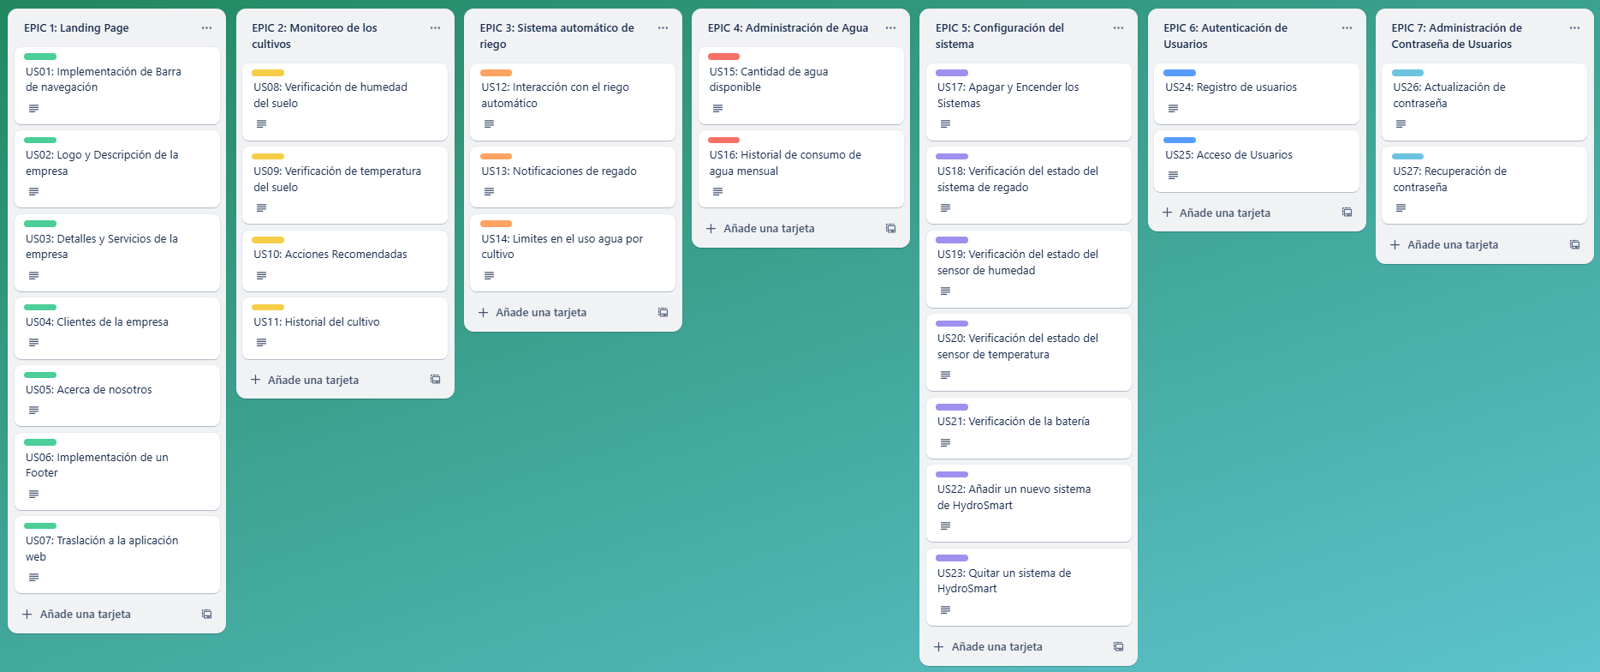 EPIC 1: Landing Page
US01: Implementación de Barra
de navegación
US02: Logo y Descripción de la
empresa
US03: Detalles y Servicios de la
empresa
US04: Clientes de la empresa
US05: Acerca de nosotros
US06: Implementación de un
Footer
US07: Traslación a la aplicación
web
Añade una tarjeta
EPIC 2: Monitoreo de los
cultivos
US08: Verificación de humedad
del suelo
US09: Verificación de temperatura
del suelo
US10: Acciones Recomendadas
US11: Historial del cultivo
Añade una tarjeta
EPIC 3: Sistema automático de
riego
US12: Interacción con el riego
automático
US13: Notificaciones de regado
US14: Limites en el uso agua por
cultivo
Añade una tarjeta
EPIC 4: Administración de Agua
US15: Cantidad de agua
disponible
US16: Historial de consumo de
agua mensual
Añade una tarjeta
EPIC 5: Configuración del
sistema
US17: Apagar y Encender los
Sistemas
US18: Verificación del estado del
sistema de regado
US19: Verificación del estado del
sensor de humedad
US20: Verificación del estado del
sensor de temperatura
US21: Verificación de la batería
US22: Añadir un nuevo sistema
de HydroSmart
US23: Quitar un sistema de
HydroSmart
Añade una tarjeta
EPIC 6: Autenticación de
Usuarios
US24: Registro de usuarios
US25: Acceso de Usuarios
Añade una tarjeta
EPIC 7: Administración de
Contraseña de Usuarios
US26: Actualización de
contraseña
US27: Recuperación de
contraseña
Añade una tarjeta